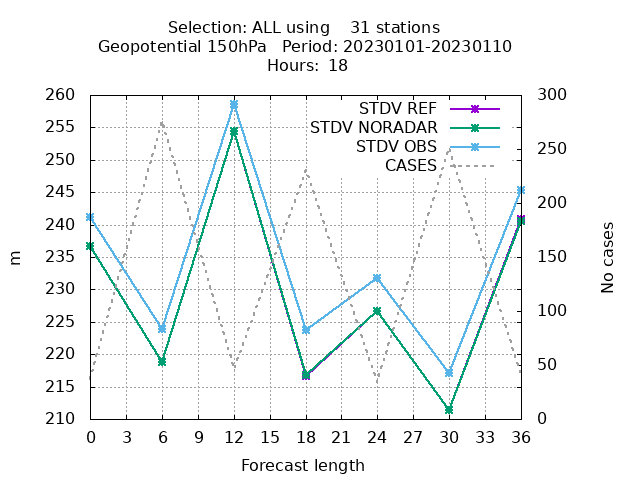 Selection: ALL using    31 stations
Geopotential 150hPa   Period: 20230101-20230110
Hours:  18
STDV REF
STDV NORADAR
STDV OBS
CASES
260
255
250
245
240
235
230
225
220
215
210
m
300
250
200
150
100
50
0
No cases
0 3 6 9 12 15 18 21 24 27 30 33 36
Forecast length